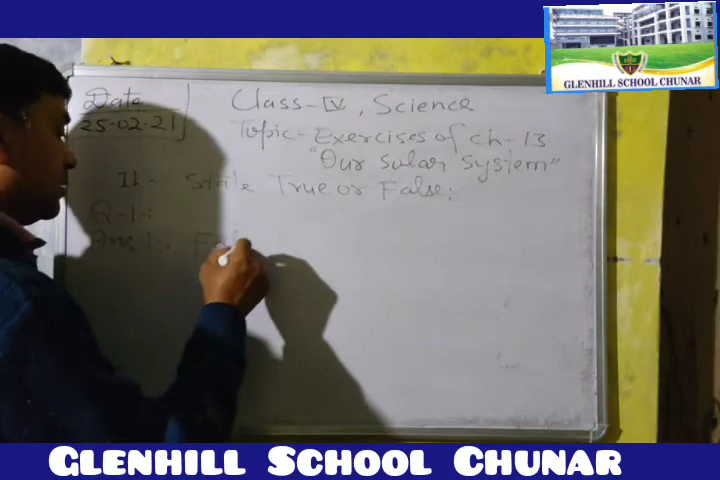 GLENHILL SCHOOL CHUNAR
Date
25-02-21
Class-IV, Science
Topic- Exercises of ch-13
"Our Solar System"
II- State True or False:
Q-1:
Ans 1:
GLENHILL SCHOOL CHUNAR